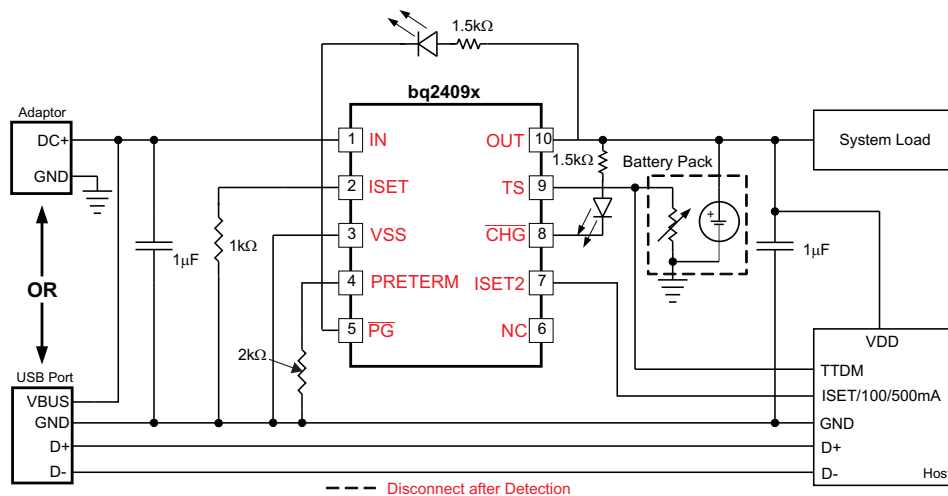 1.5kΩ
bq2409x
Adaptor
DC+
GND
1 IN
2 ISET
3 VSS
4 PRETERM
5 PG
OUT 10
TS 9
CHG 8
ISET2 7
NC 6
1.5kΩ
Battery Pack
+
System Load
1kΩ
1µF
1µF
2kΩ
OR
USB Port
VBUS
GND
D+
D-
VDD
TTDM
ISET/100/500mA
GND
D+
D-
Host
Disconnect after Detection